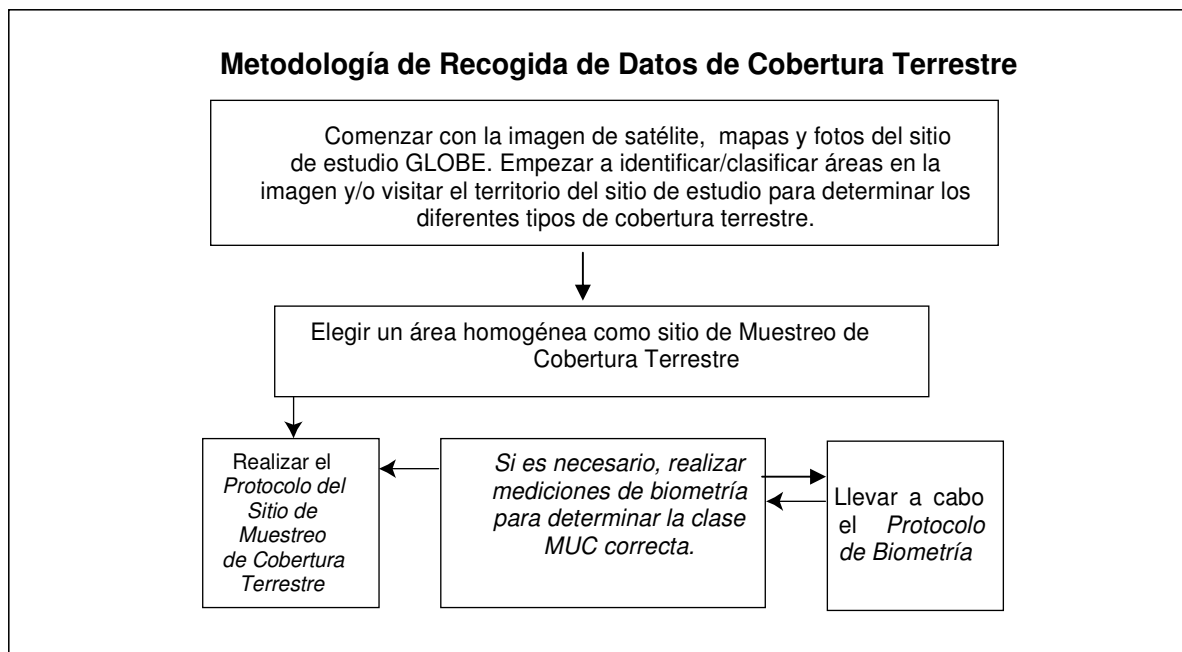 Metodología de Recogida de Datos de Cobertura Terrestre
Comenzar con la imagen de satélite, mapas y fotos del sitio
de estudio GLOBE. Empezar a identificar/clasificar áreas en la
imagen y/o visitar el territorio del sitio de estudio para determinar los
diferentes tipos de cobertura terrestre.
Elegir un área homogénea como sitio de Muestreo de
Cobertura Terrestre
Realizar el
Protocolo del
Sitio de
Muestreo
de Cobertura
Terrestre
Si es necesario, realizar
mediciones de biometría
para determinar la clase
MUC correcta.
Llevar a cabo
el Protocolo
de Biometría